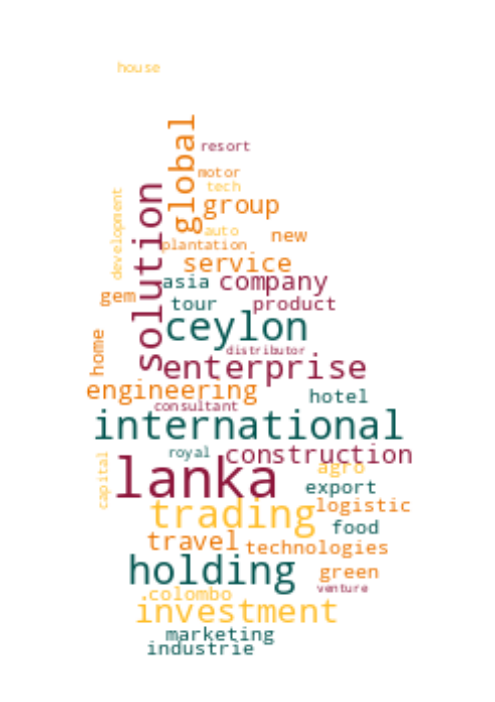 house
global
resort
motor
tech
development
solution
group
auto
new
plantation
service
asia
company
gem
tour
product
ceylon
home
distributor
enterprise
engineering
hotel
consultant
international
royal
construction
capital
lanka
agro
export
trading
logistic
food
travel
technologies
holding
green
venture
colombo
investment
marketing
industrie